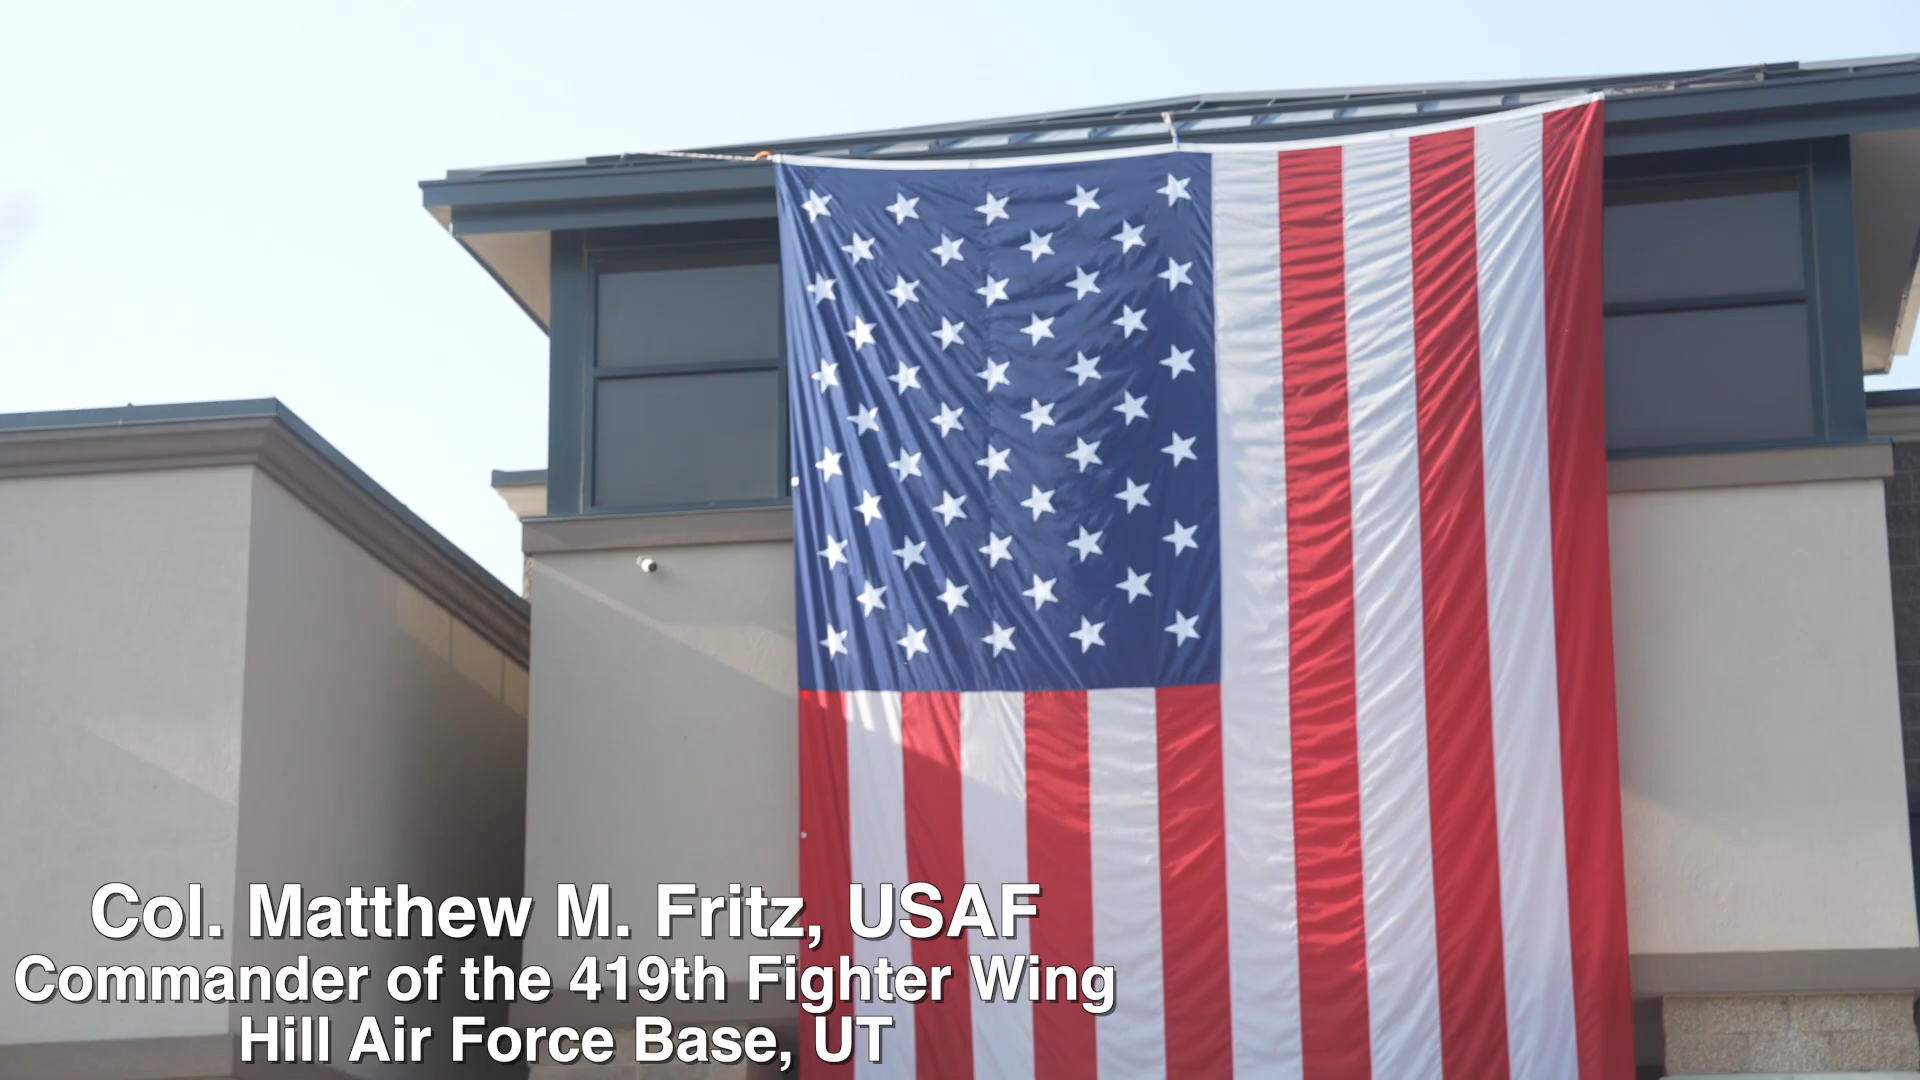 Col. Matthew M. Fritz, USAF
Commander of the 419th Fighter Wing
Hill Air Force Base, UT